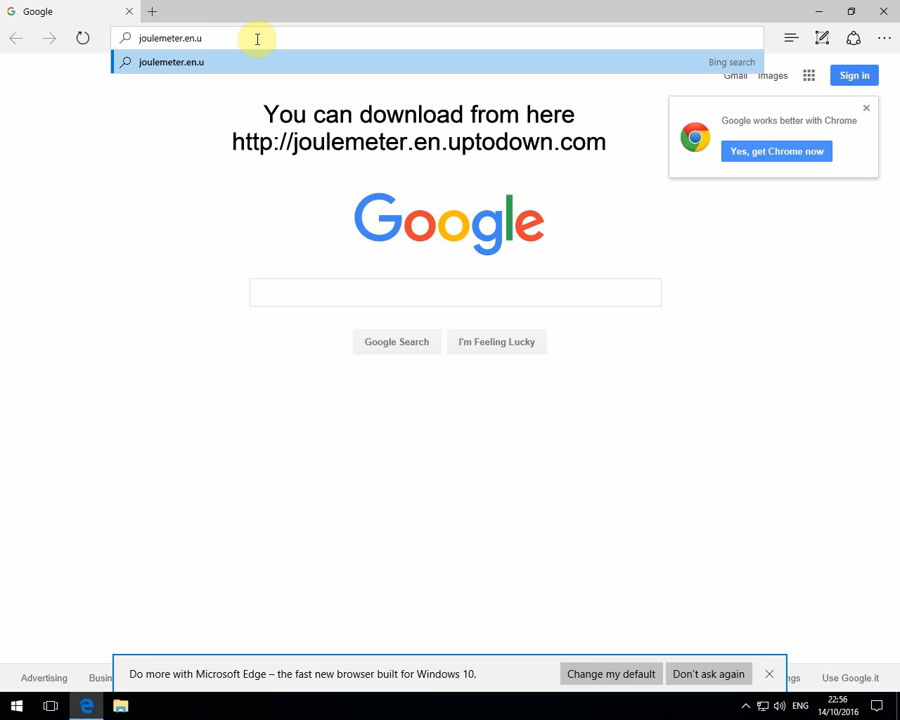 Google
joulemeter.en.u
joulemeter.en.u Bing search
Gmail Images Sign in
You can download from here
http://joulemeter.en.uptodown.com
Google works better with Chrome
Yes, get Chrome now
Google
Google Search I'm Feeling Lucky
Do more with Microsoft Edge – the fast new browser built for Windows 10. Change my default Don't ask again
Advertising Busin ngs Use Google.it
22:56
ENG
14/10/2016